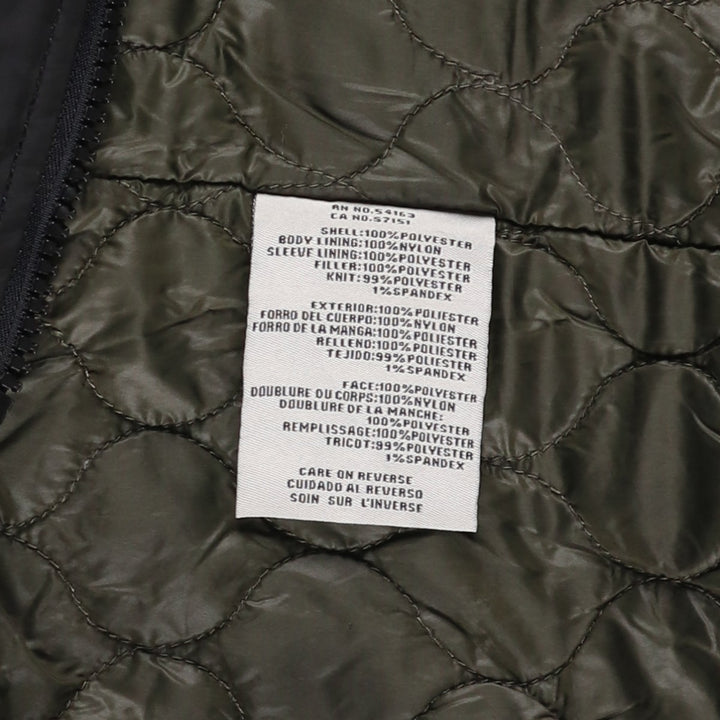 RN NO.54163
CA NO.57151
SHELL:100%POLYESTER
BODY LINING:100%NYLON
SLEEVE LINING:100%POLYESTER
FILLER:100%POLYESTER
KNIT:99%POLYESTER
1%SPANDEX
EXTERIOR:100%POLIESTER
FORRO DEL CUERPO:100%NYLON
FORRO DE LA MANGA:100%POLIESTER
RELLENO:100%POLIESTER
TEJIDO:99%POLIESTER
1%SPANDEX
FACE:100%POLYESTER
DOUBLURE DU CORPS:100%NYLON
DOUBLURE DE LA MANCHE:
100%POLYESTER
REMPLISSAGE:100%POLYESTER
TRICOT:99%POLYESTER
1%SPANDEX
CARE ON REVERSE
CUIDADO AL REVERSO
SOIN SUR L'INVERSE